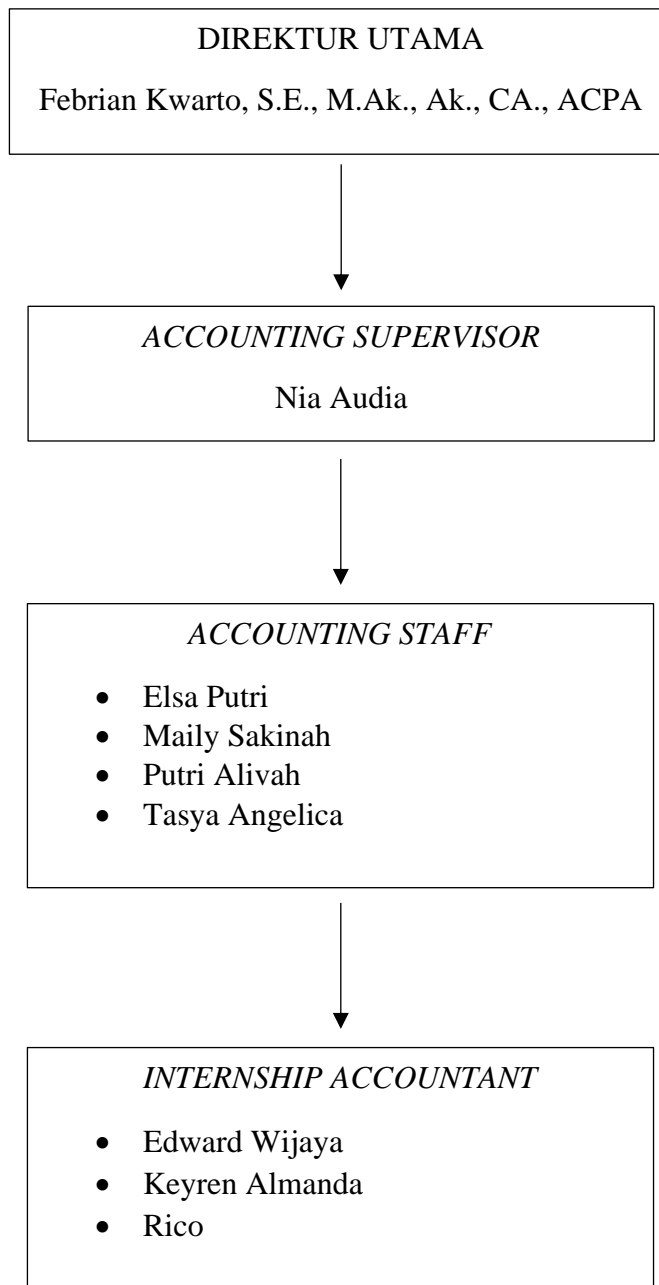 DIREKTUR UTAMA
Febrian Kwarto, S.E., M.Ak., Ak., CA., ACPA
ACCOUNTING SUPERVISOR
Nia Audia
ACCOUNTING STAFF
• Elsa Putri
• Maily Sakinah
• Putri Alivah
• Tasya Angelica
INTERNSHIP ACCOUNTANT
• Edward Wijaya
• Keyren Almanda
• Rico